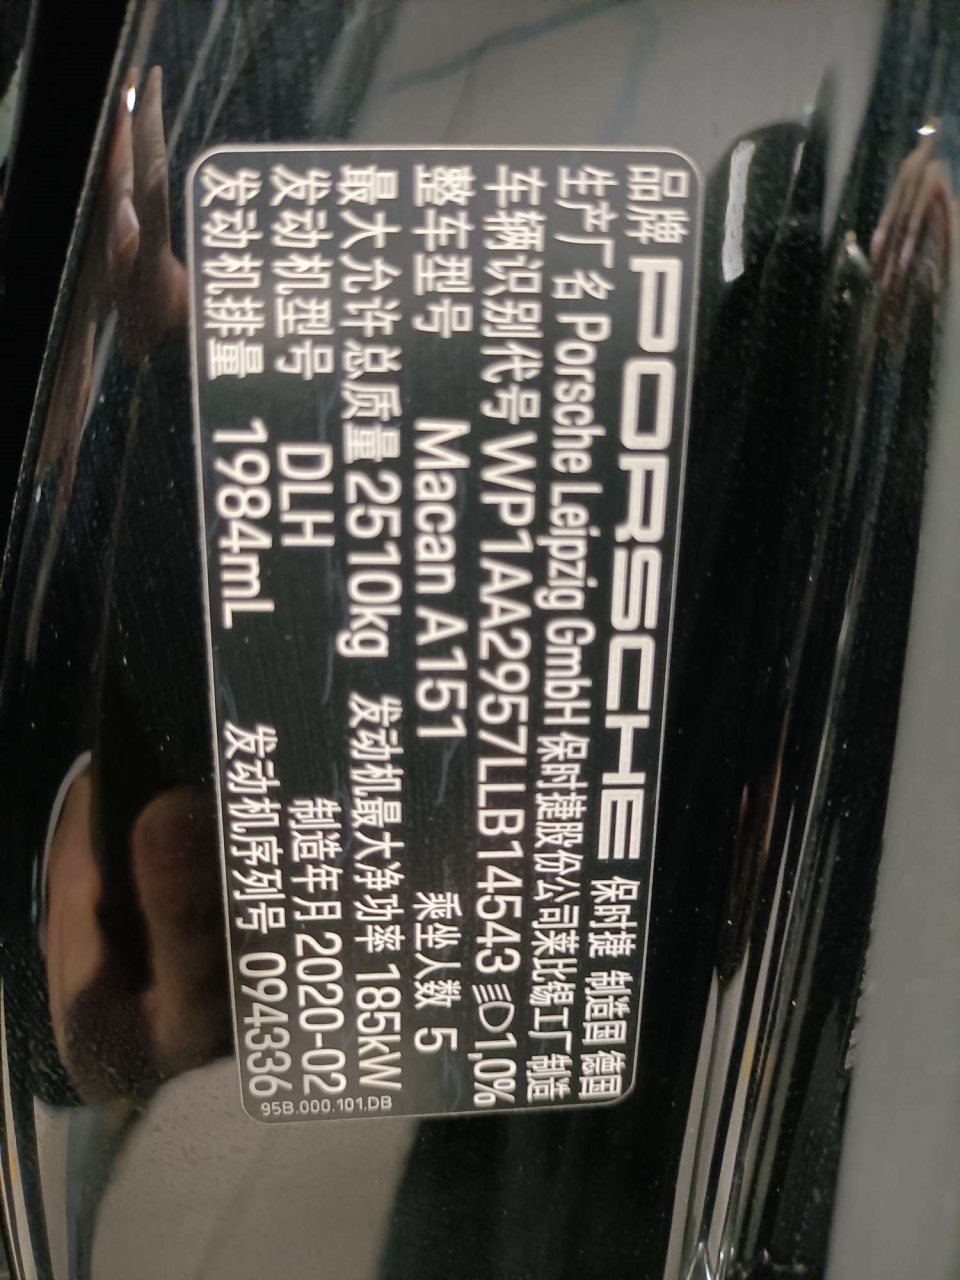 品牌 PORSCHE 保时捷 制造国 德国
生产厂名 Porsche Leipzig GmbH 保时捷股份公司莱比锡工厂 制造
车辆识别代号 WP1AA2957LLB14543 1,0%
整车型号 Macan A151 乘坐人数 5
最大允许总质量 2510kg 发动机最大净功率 185kW
发动机型号 DLH 制造年月 2020-02
发动机排量 1984mL 发动机序列号 094336
95B.000.101.DB